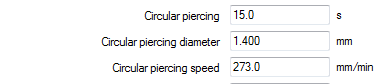 Circular piercing 15.0 s
Circular piercing diameter 1.400 mm
Circular piercing speed 273.0 mm/min